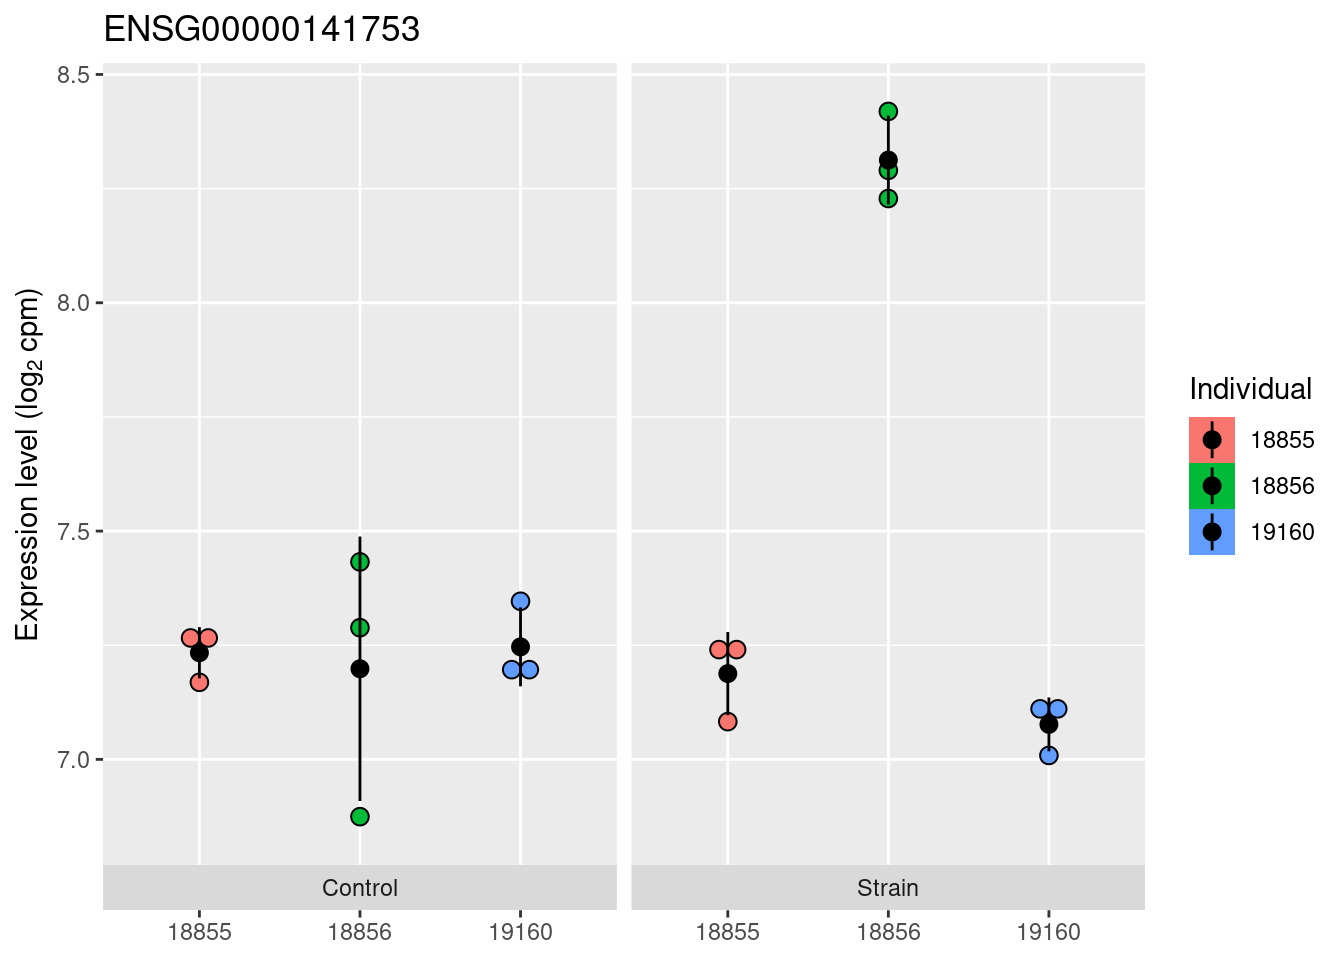 ENSG00000141753
Expression level (log₂ cpm)
8.5
8.0
7.5
7.0
Control
Strain
18855
18856
19160
18855
18856
19160
Individual
18855
18856
19160